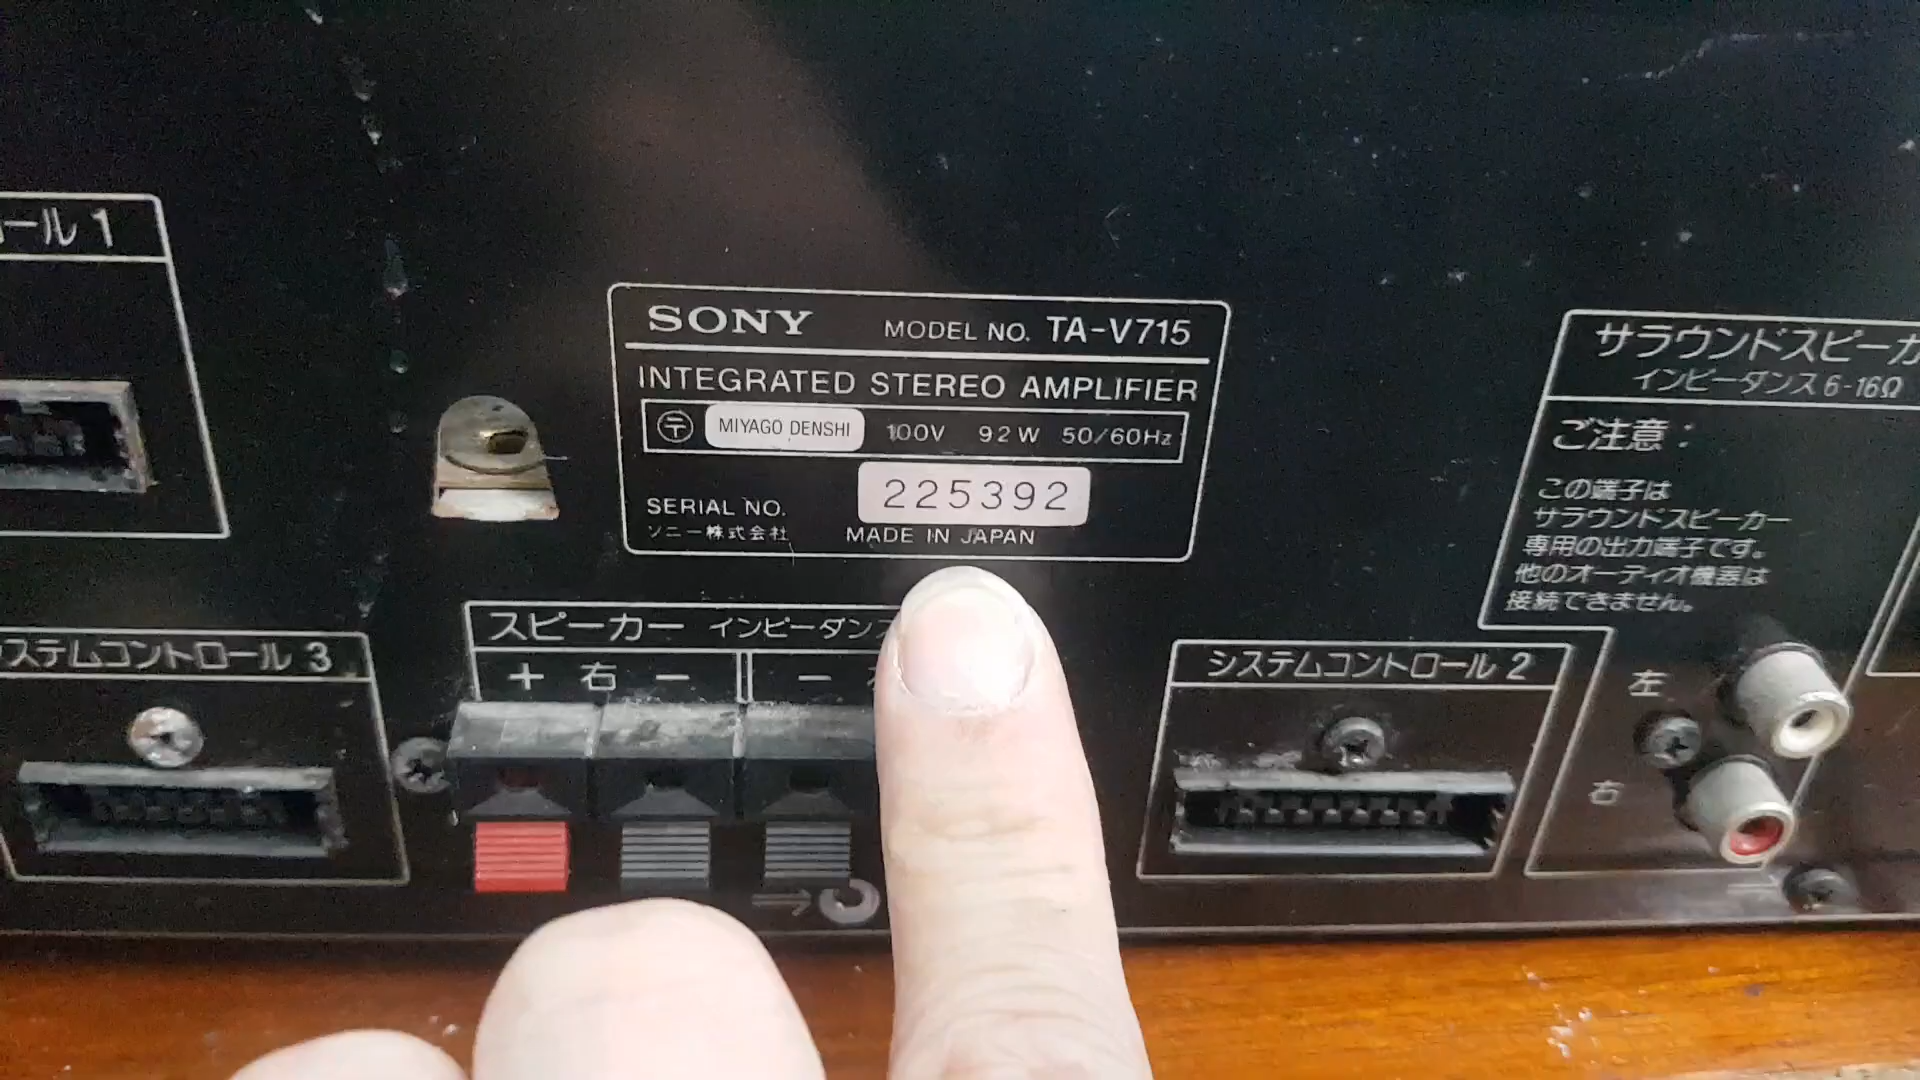 ール 1
SONY MODEL NO. TA-V715
INTEGRATED STEREO AMPLIFIER
〒 MIYAGO DENSHI 100V 92W 50/60Hz
SERIAL NO. 225392
ソニー株式会社 MADE IN JAPAN
サラウンドスピーカ
インピーダンス 6-16Ω
ご注意：
この端子は
サラウンドスピーカー
専用の出力端子です。
他のオーディオ機器は
接続できません。
ステムコントロール 3
スピーカー インピーダンス
+ 右 - -
システムコントロール 2
左
右